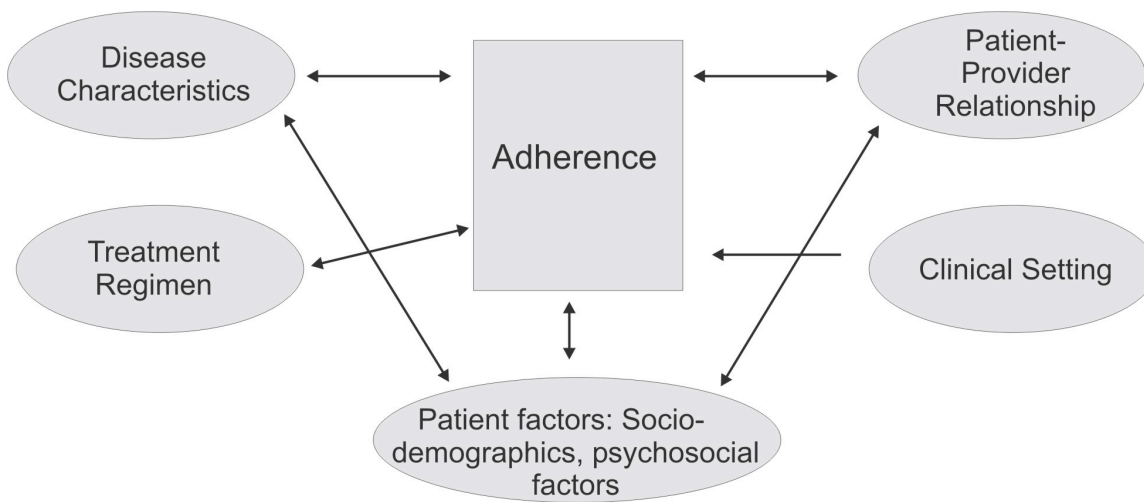 Disease
Characteristics
Patient-
Provider
Relationship
Adherence
Treatment
Regimen
Clinical Setting
Patient factors: Socio-
demographics, psychosocial
factors